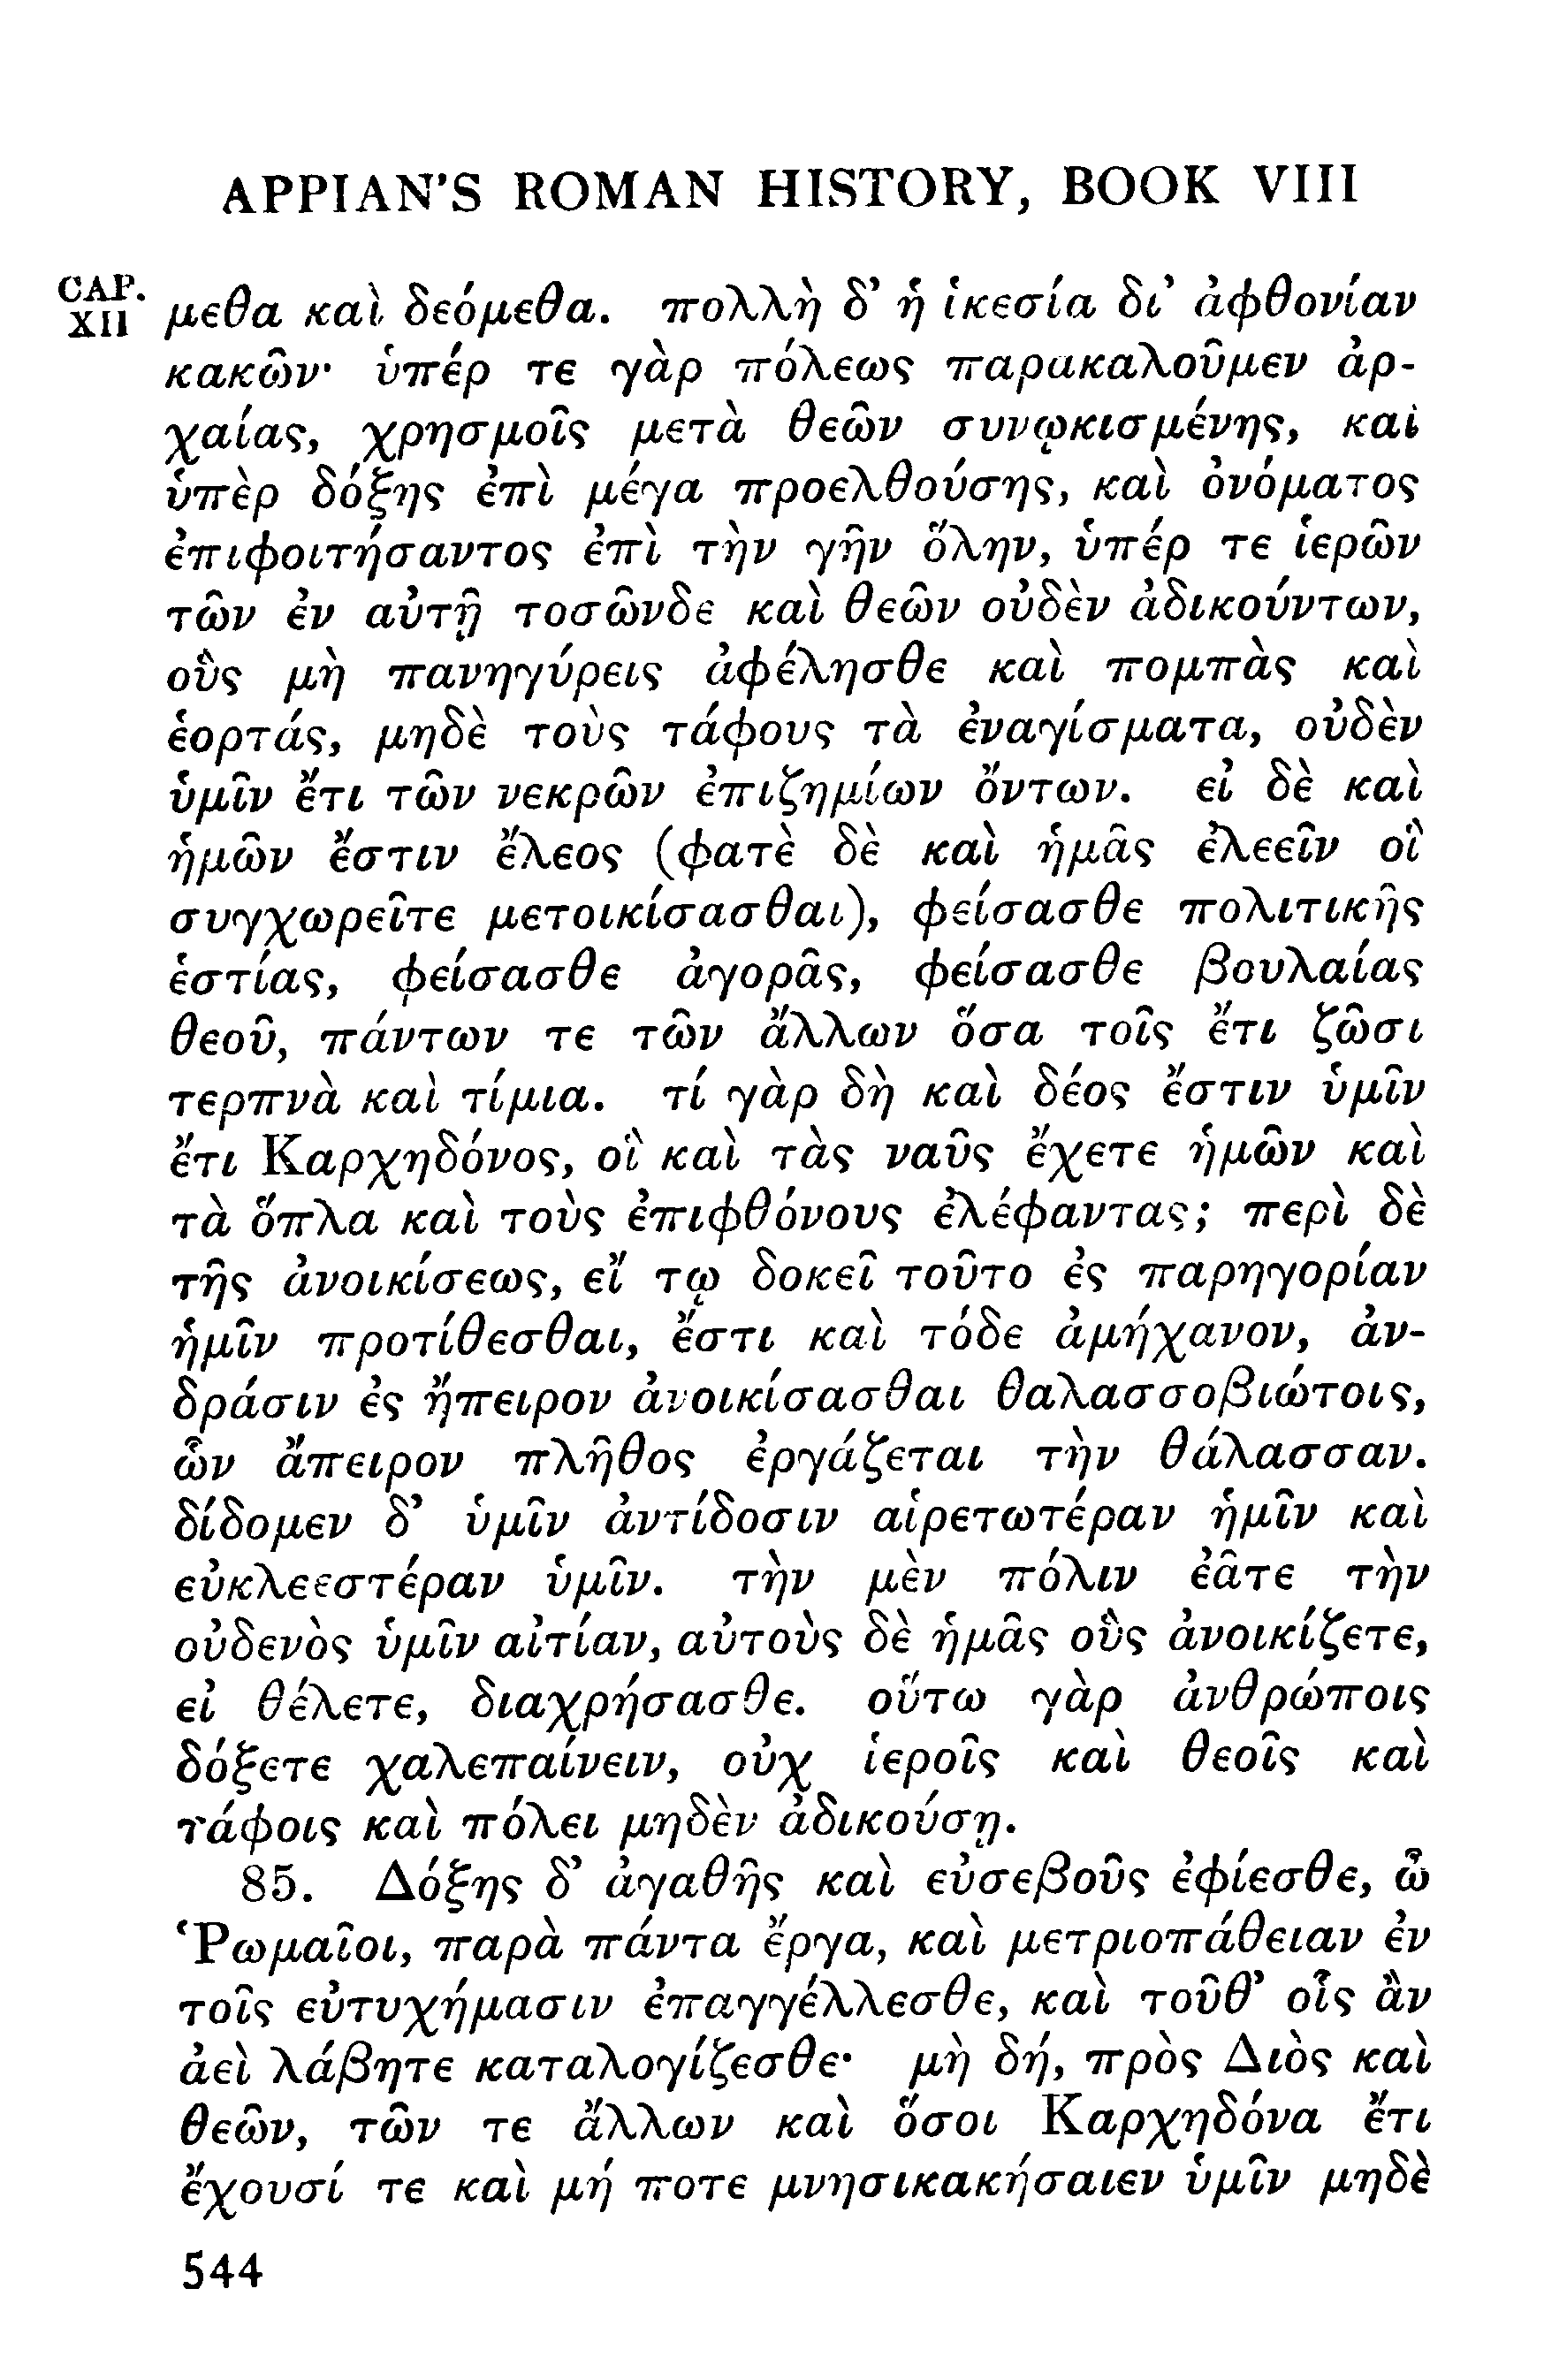 APPIAN'S ROMAN HISTORY, BOOK VIII
CAP. XII
μεθα καὶ δεόμεθα. πολλὴ δ' ἡ ἱκεσία δι' ἀφθονίαν
κακῶν· ὑπέρ τε γὰρ πόλεως παρακαλοῦμεν ἀρ-
χαίας, χρησμοῖς μετὰ θεῶν συνῳκισμένης, καὶ
ὑπὲρ δόξης ἐπὶ μέγα προελθούσης, καὶ ὀνόματος
ἐπιφοιτήσαντος ἐπὶ τὴν γῆν ὅλην, ὑπέρ τε ἱερῶν
τῶν ἐν αὐτῇ τοσῶνδε καὶ θεῶν οὐδὲν ἀδικούντων,
οὓς μὴ πανηγύρεις ἀφέλησθε καὶ πομπὰς καὶ
ἑορτάς, μηδὲ τοὺς τάφους τὰ ἐναγίσματα, οὐδὲν
ὑμῖν ἔτι τῶν νεκρῶν ἐπιζημίων ὄντων. εἰ δὲ καὶ
ἡμῶν ἔστιν ἔλεος (φατὲ δὲ καὶ ἡμᾶς ἐλεεῖν οἳ
συγχωρεῖτε μετοικίσασθαι), φείσασθε πολιτικῆς
ἑστίας, φείσασθε ἀγορᾶς, φείσασθε βουλαίας
θεοῦ, πάντων τε τῶν ἄλλων ὅσα τοῖς ἔτι ζῶσι
τερπνὰ καὶ τίμια. τί γὰρ δὴ καὶ δέος ἔστιν ὑμῖν
ἔτι Καρχηδόνος, οἳ καὶ τὰς ναῦς ἔχετε ἡμῶν καὶ
τὰ ὅπλα καὶ τοὺς ἐπιφθόνους ἐλέφαντας; περὶ δὲ
τῆς ἀνοικίσεως, εἴ τῳ δοκεῖ τοῦτο ἐς παρηγορίαν
ἡμῖν προτίθεσθαι, ἔστι καὶ τόδε ἀμήχανον, ἀν-
δράσιν ἐς ἤπειρον ἀνοικίσασθαι θαλασσοβιώτοις,
ὧν ἄπειρον πλῆθος ἐργάζεται τὴν θάλασσαν.
δίδομεν δ' ὑμῖν ἀντίδοσιν αἱρετωτέραν ἡμῖν καὶ
εὐκλεεστέραν ὑμῖν. τὴν μὲν πόλιν ἐᾶτε τὴν
οὐδενὸς ὑμῖν αἰτίαν, αὐτοὺς δὲ ἡμᾶς οὓς ἀνοικίζετε,
εἰ θέλετε, διαχρήσασθε. οὕτω γὰρ ἀνθρώποις
δόξετε χαλεπαίνειν, οὐχ ἱεροῖς καὶ θεοῖς καὶ
τάφοις καὶ πόλει μηδὲν ἀδικούσῃ.
85. Δόξης δ' ἀγαθῆς καὶ εὐσεβοῦς ἐφίεσθε, ὦ
Ῥωμαῖοι, παρὰ πάντα ἔργα, καὶ μετριοπάθειαν ἐν
τοῖς εὐτυχήμασιν ἐπαγγέλλεσθε, καὶ τοῦθ' οἷς ἂν
ἀεὶ λάβητε καταλογίζεσθε· μὴ δή, πρὸς Διὸς καὶ
θεῶν, τῶν τε ἄλλων καὶ ὅσοι Καρχηδόνα ἔτι
ἔχουσί τε καὶ μή ποτε μνησικακήσαιεν ὑμῖν μηδὲ
544